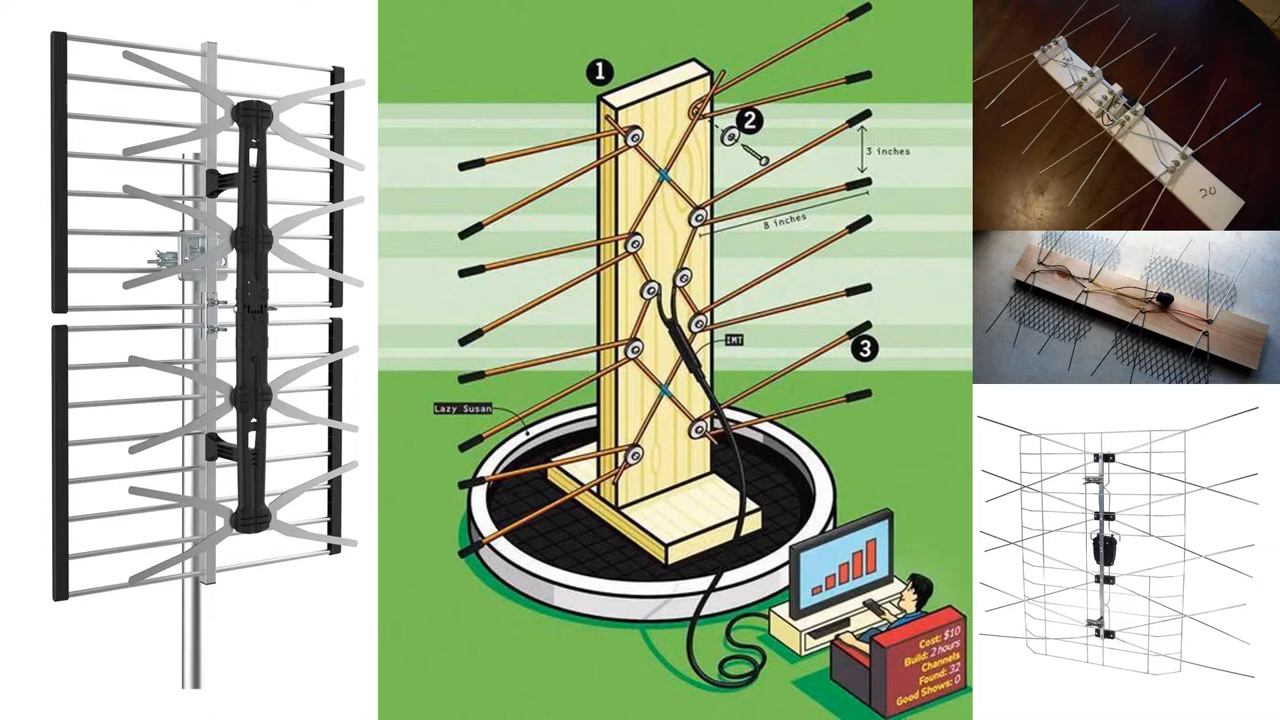 1
2
3 inches
8 inches
IMT
3
Lazy Susan
Cost: $10
Build: 2 hours
Channels
Found: 32
Good Shows: 0
20